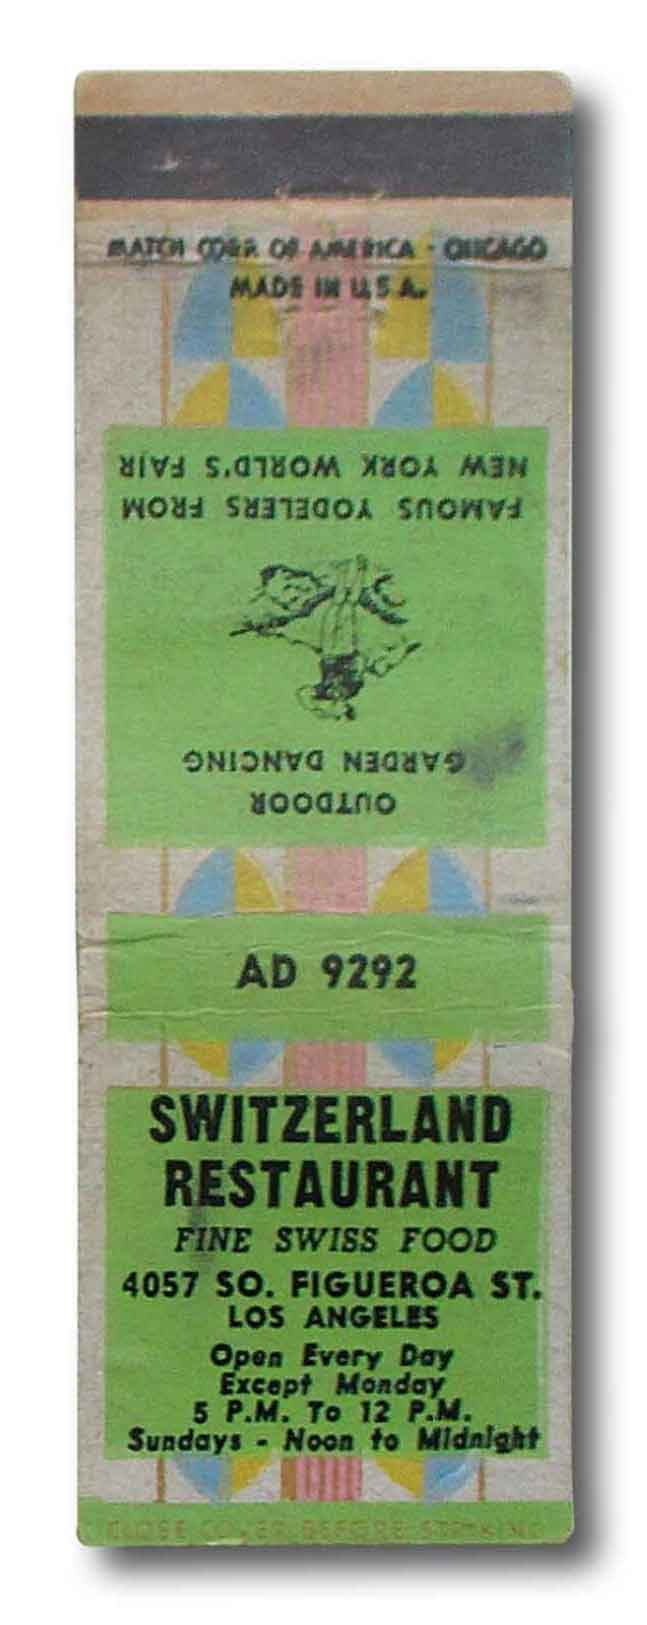 MATCH CORP. OF AMERICA - CHICAGO
MADE IN U.S.A.
OUTDOOR
GARDEN DANCING
FAMOUS YODELERS FROM
NEW YORK WORLD'S FAIR
AD 9292
SWITZERLAND
RESTAURANT
FINE SWISS FOOD
4057 SO. FIGUEROA ST.
LOS ANGELES
Open Every Day
Except Monday
5 P.M. To 12 P.M.
Sundays - Noon to Midnight
CLOSE COVER BEFORE STRIKING